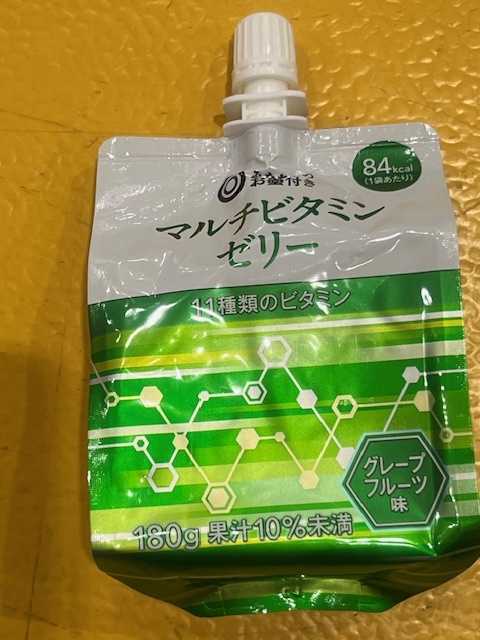 お墨付き
84kcal
(1袋あたり)
マルチビタミン
ゼリー
11種類のビタミン
グレープ
フルーツ
味
180g 果汁10%未満